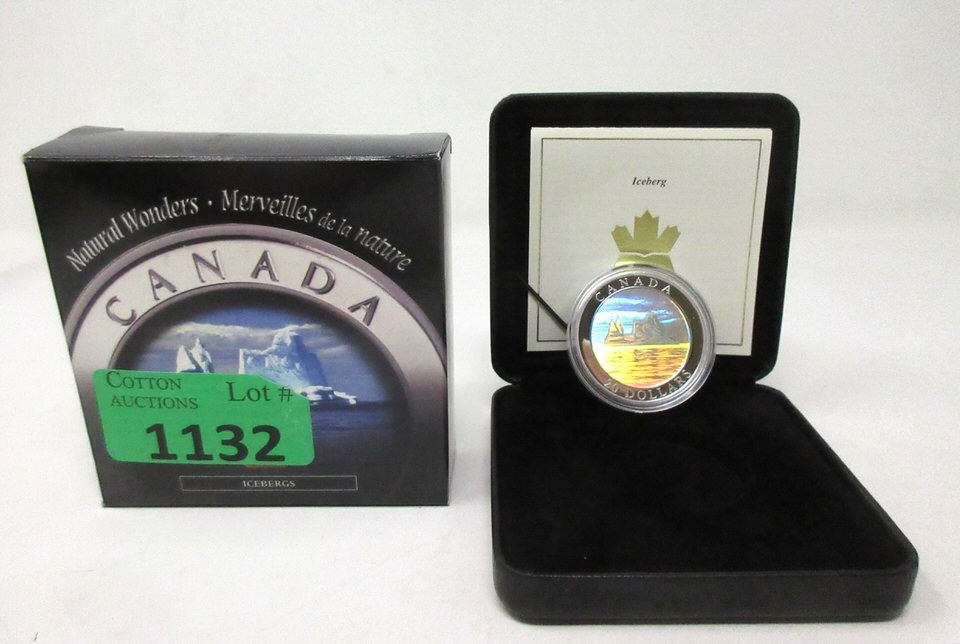 Natural Wonders · Merveilles de la nature
CANADA
COTTON
AUCTIONS
Lot #
1132
ICEBERGS
Iceberg
CANADA
20 DOLLARS